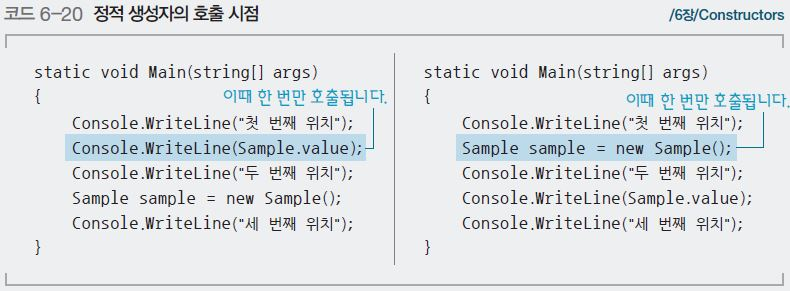 코드 6-20 정적 생성자의 호출 시점
/6장/Constructors
static void Main(string[] args)
{
이때 한 번만 호출됩니다.
Console.WriteLine("첫 번째 위치");
Console.WriteLine(Sample.value);
Console.WriteLine("두 번째 위치");
Sample sample = new Sample();
Console.WriteLine("세 번째 위치");
}
static void Main(string[] args)
{
이때 한 번만 호출됩니다.
Console.WriteLine("첫 번째 위치");
Sample sample = new Sample();
Console.WriteLine("두 번째 위치");
Console.WriteLine(Sample.value);
Console.WriteLine("세 번째 위치");
}